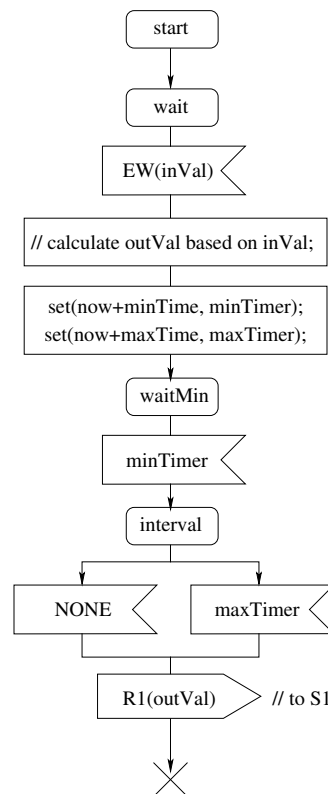 start
wait
EW(inVal)
// calculate outVal based on inVal;
set(now+minTime, minTimer);
set(now+maxTime, maxTimer);
waitMin
minTimer
interval
NONE
maxTimer
R1(outVal)
// to S1